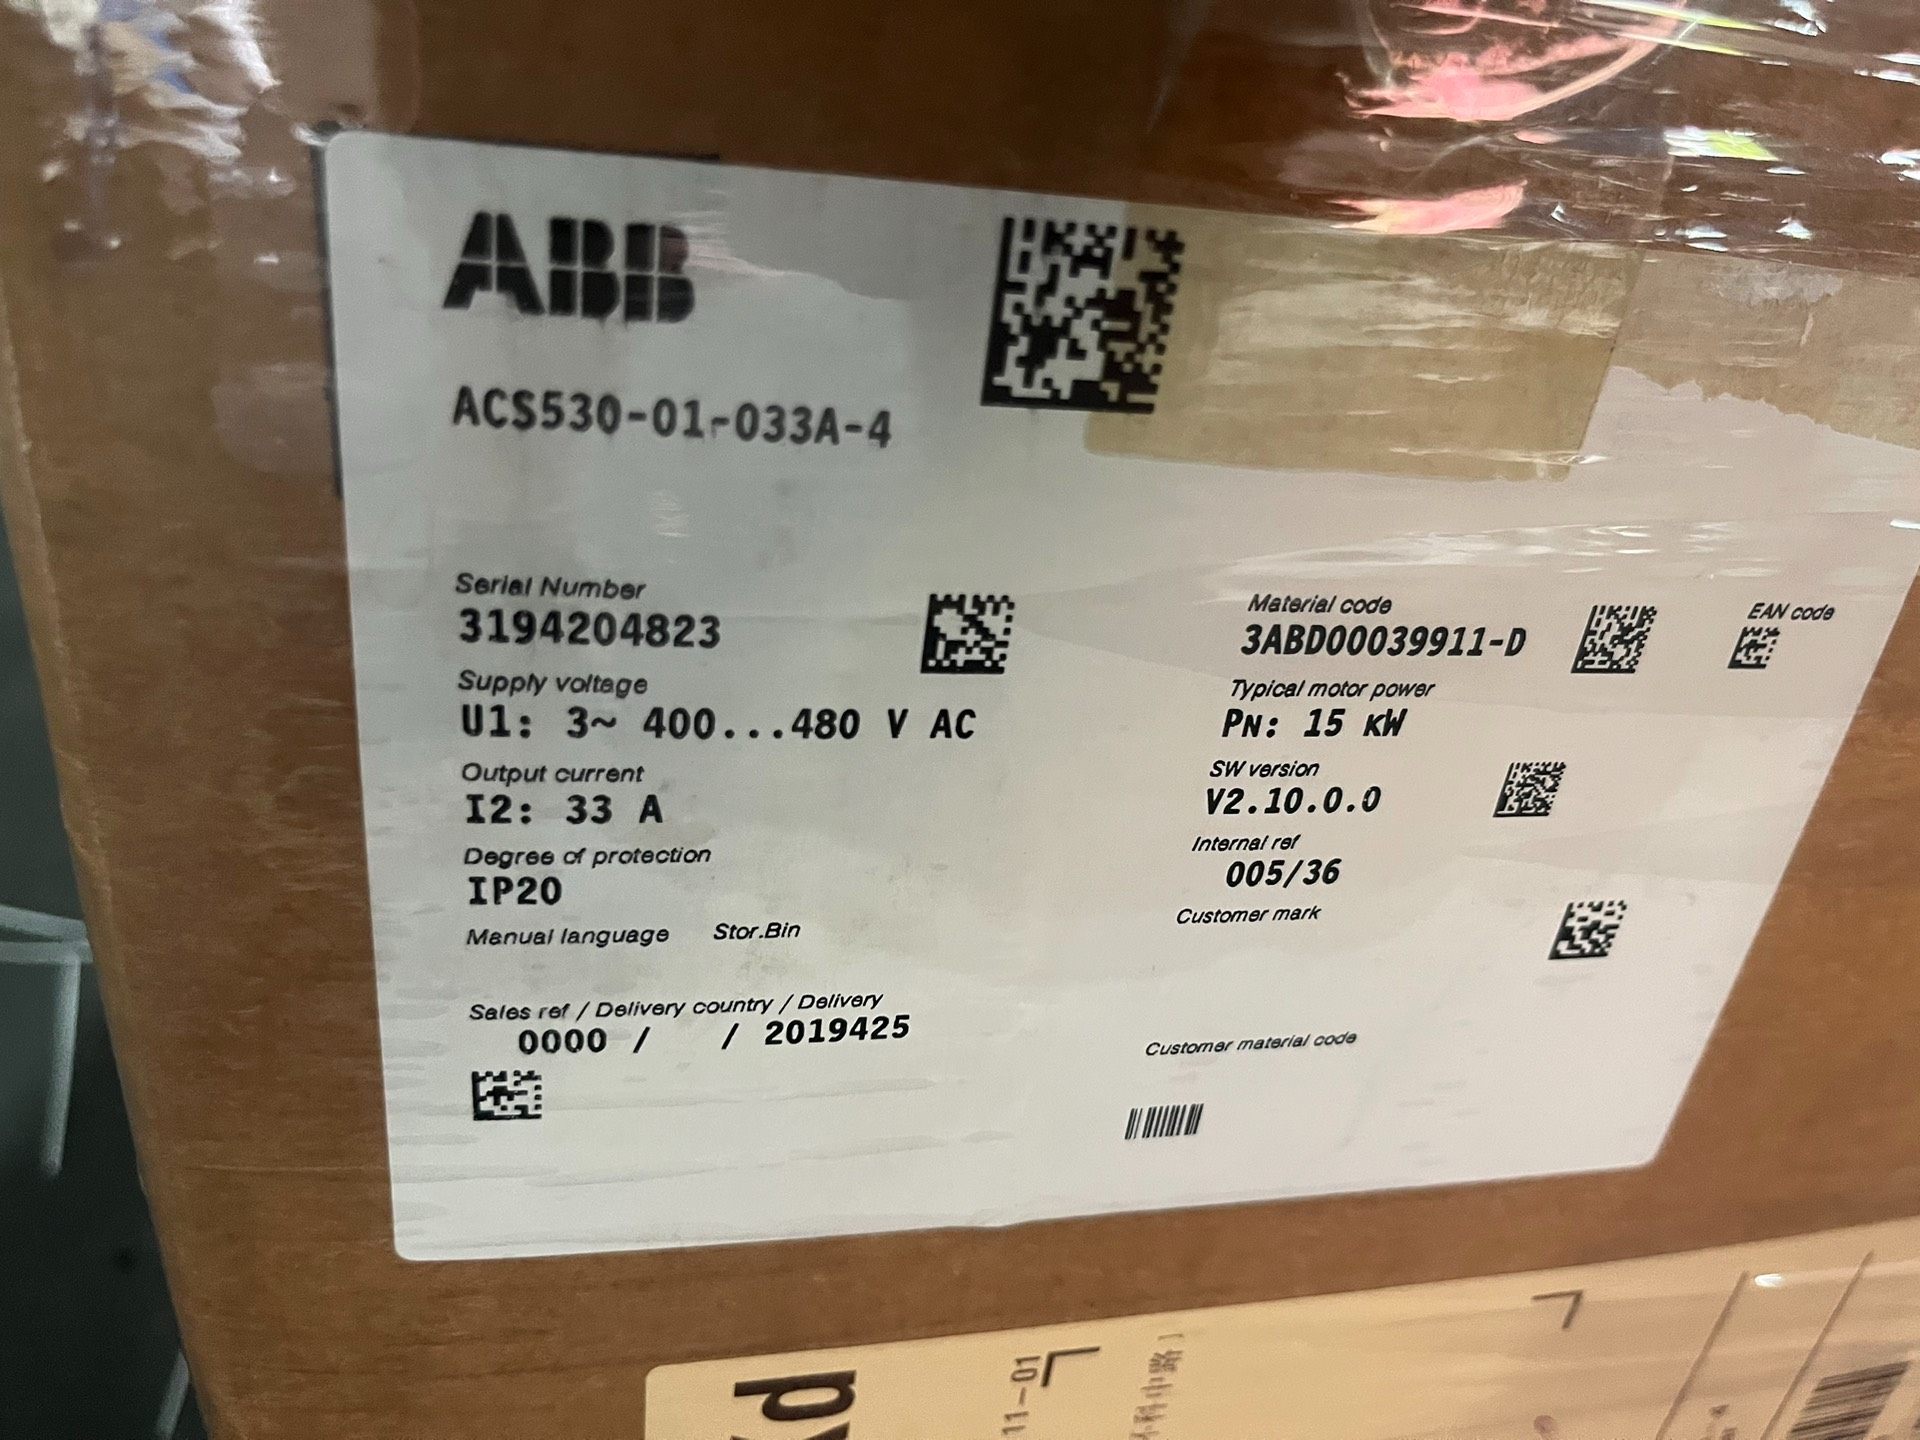 ABB
ACS530-01-033A-4
Serial Number
3194204823
Supply voltage
U1: 3~ 400...480 V AC
Output current
I2: 33 A
Degree of protection
IP20
Manual language Stor.Bin
Sales ref / Delivery country / Delivery
0000 / / 2019425
Material code
3ABD00039911-D
EAN code
Typical motor power
PN: 15 KW
SW version
V2.10.0.0
Internal ref
005/36
Customer mark
Customer material code
11-01